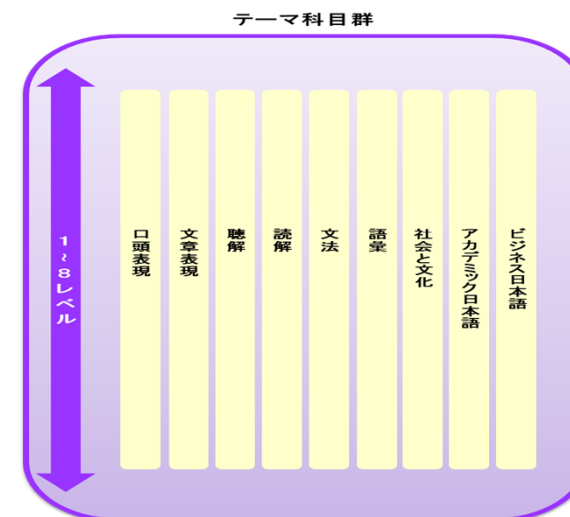 テーマ科目群
1～8レベル
口頭表現
文章表現
聴解
読解
文法
語彙
社会と文化
アカデミック日本語
ビジネス日本語